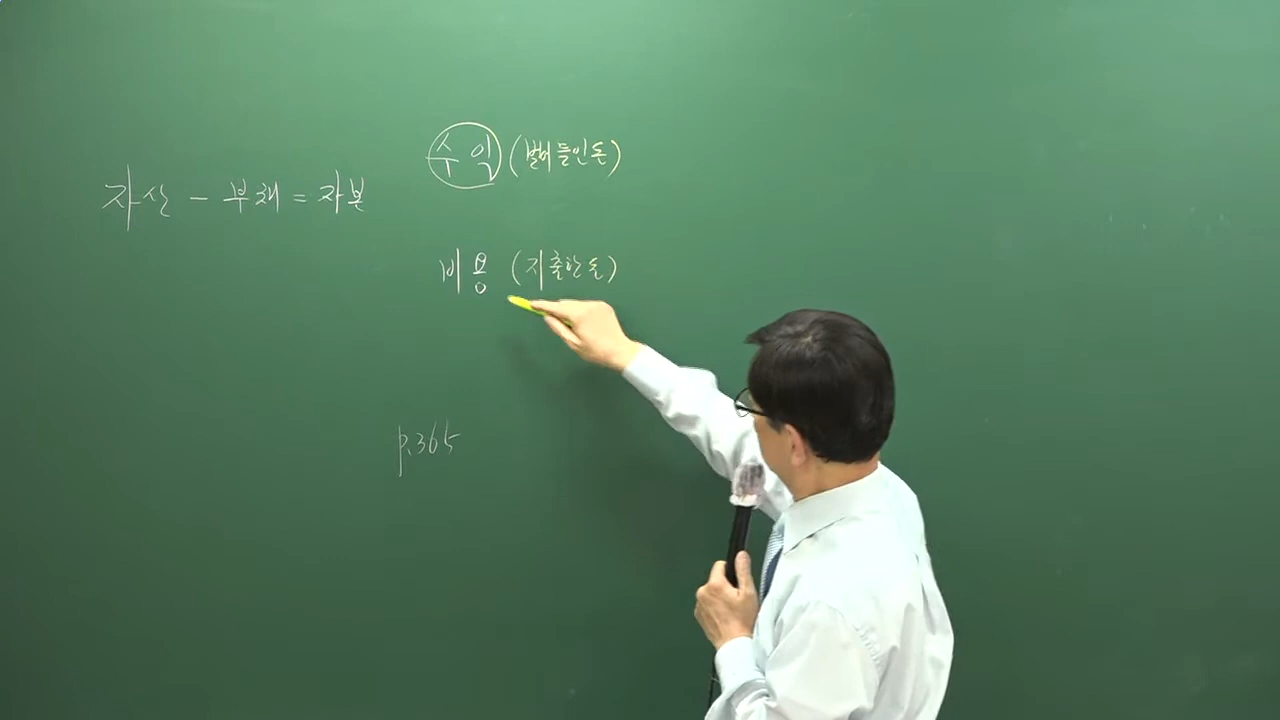 자산 - 부채 = 자본
수익 (벌어들인돈)
비용 (지출한 돈)
p.365